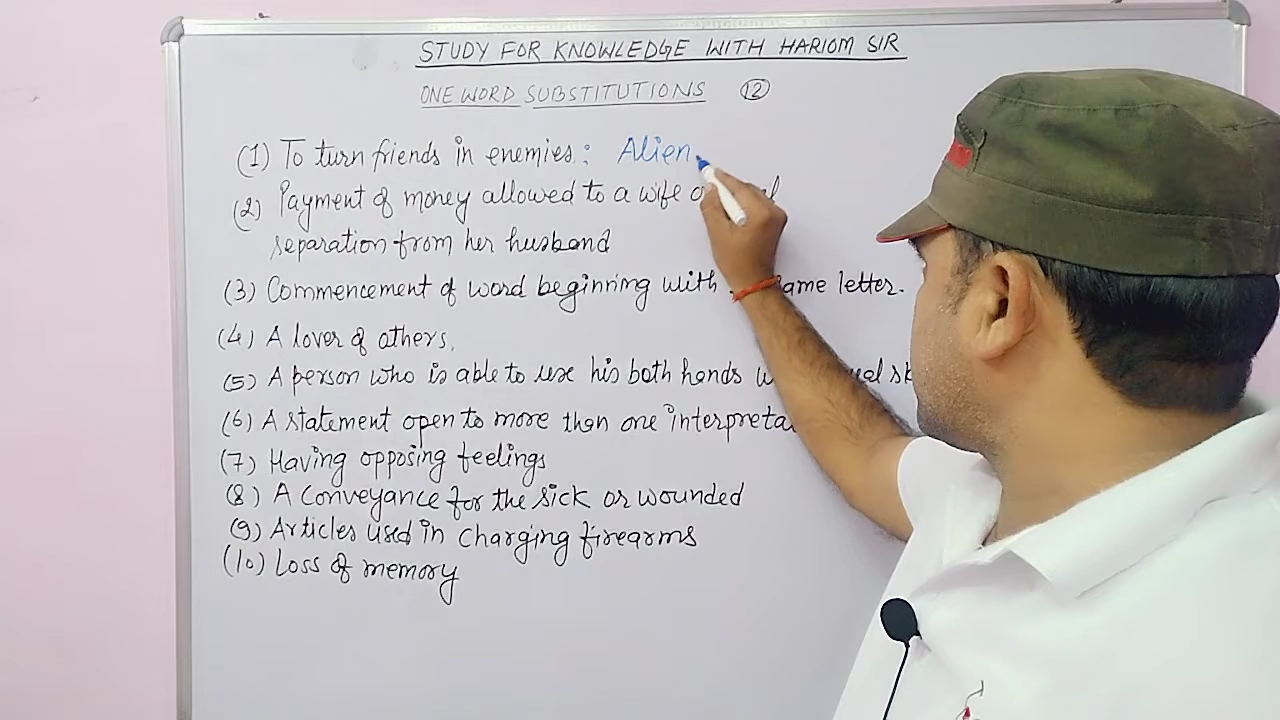 STUDY FOR KNOWLEDGE WITH HARIOM SIR
ONE WORD SUBSTITUTIONS 12
(1) To turn friends in enemies : Alien
(2) Payment of money allowed to a wife
separation from her husband
(3) Commencement of word beginning with same letter.
(4) A lover of others.
(5) A person who is able to use his both hands
(6) A statement open to more than one
(7) Having opposing feelings
(8) A conveyance for the sick or wounded
(9) Articles used in charging firearms
(10) Loss of memory